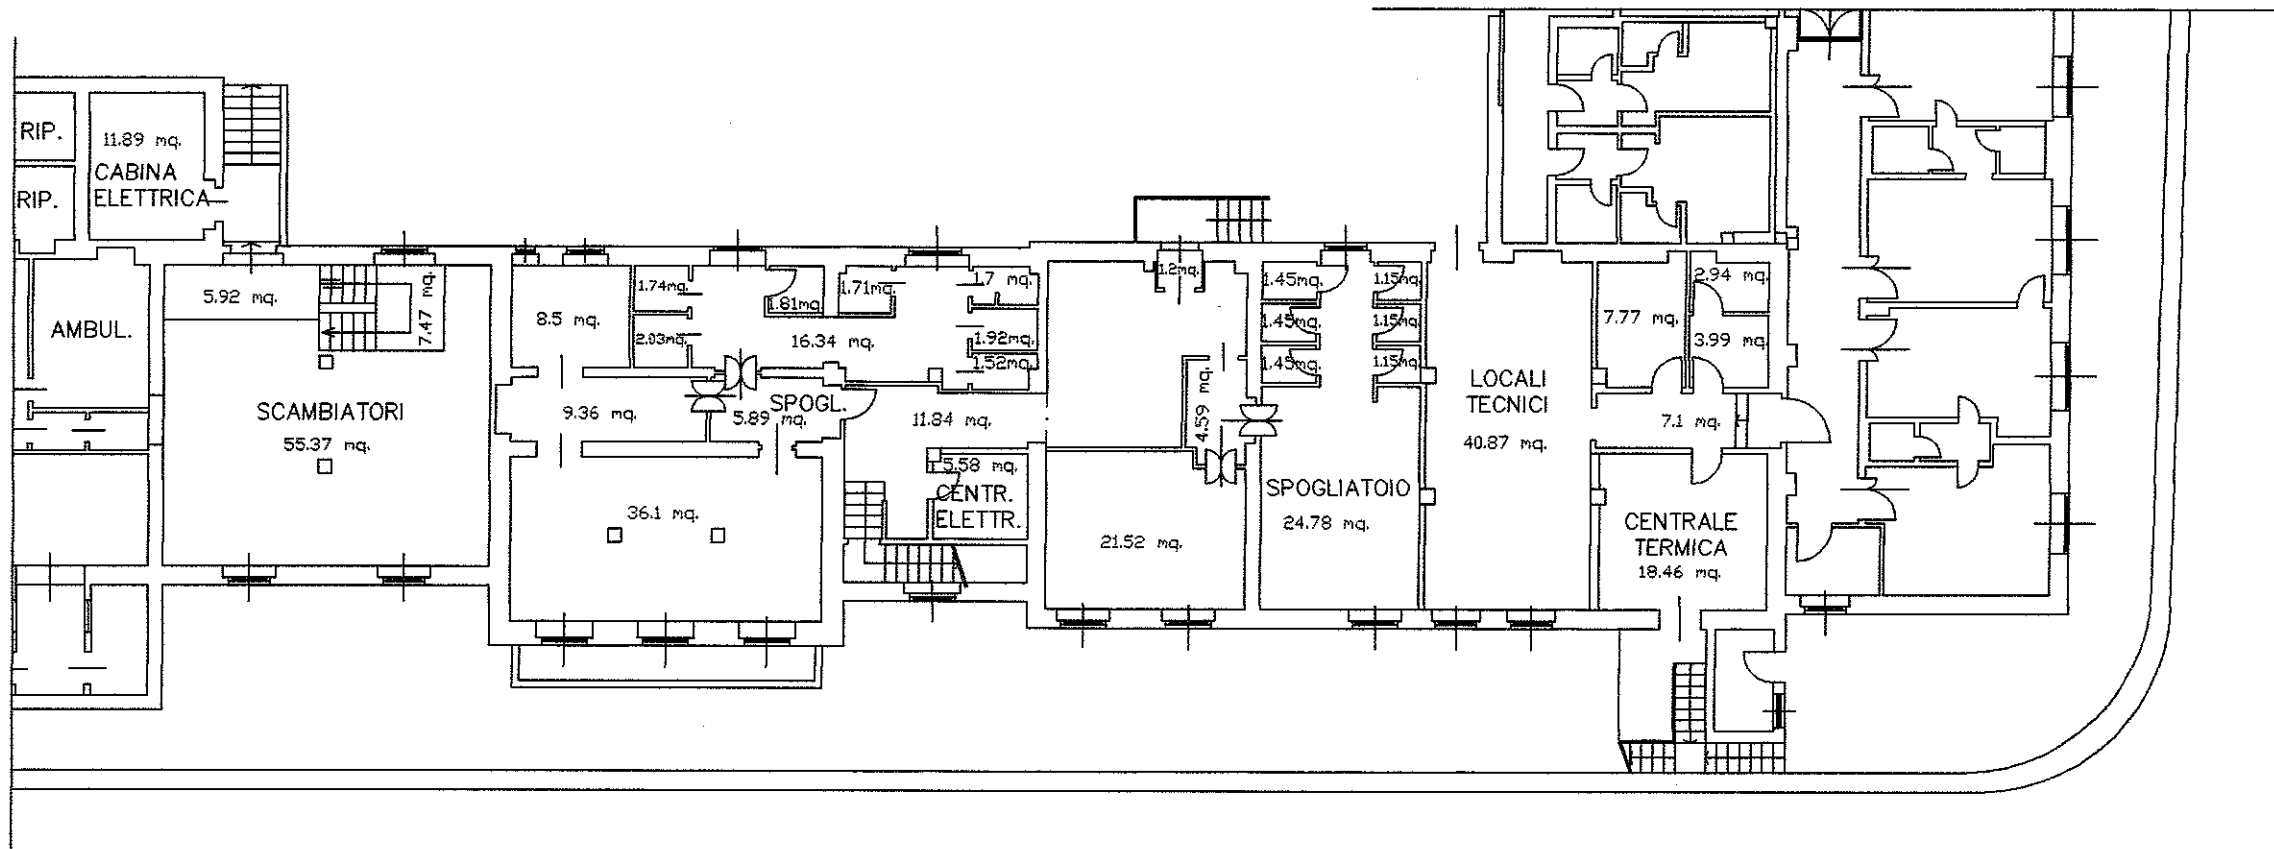 RIP.
11.89 mq.
CABINA
ELETTRICA
RIP.
5.92 mq.
7.47 mq.
AMBUL.
SCAMBIATORI
55.37 mq.
8.5 mq.
1.74mq.
2.03mq.
1.81mq
1.71mq.
1.7 mq.
16.34 mq.
1.92mq.
1.52mq.
9.36 mq.
SPOGL.
5.89 mq.
11.84 mq.
5.58 mq.
CENTR.
ELETTR.
36.1 mq.
1.2mq.
4.59 mq.
21.52 mq.
1.45mq.
1.15mq.
1.45mq.
1.15mq.
1.45mq.
1.15mq.
SPOGLIATOIO
24.78 mq.
LOCALI
TECNICI
40.87 mq.
7.77 mq.
2.94 mq.
3.99 mq.
7.1 mq.
CENTRALE
TERMICA
18.46 mq.